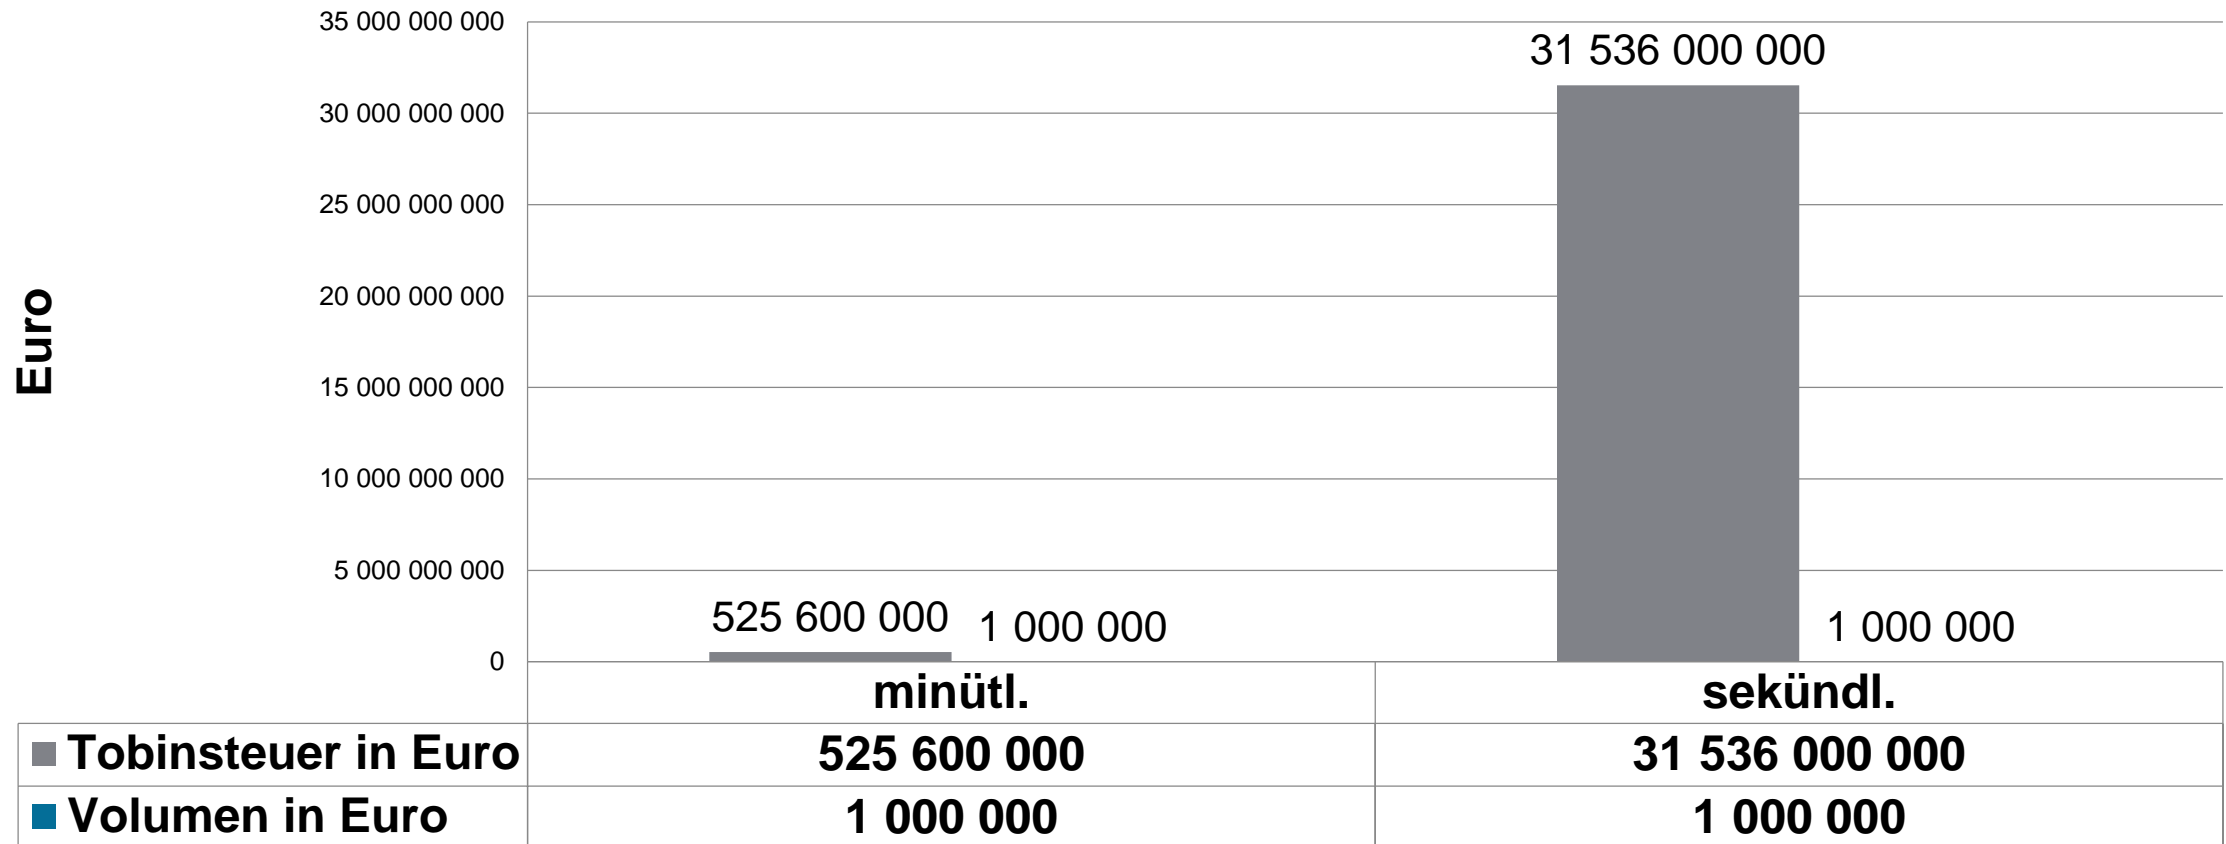 35 000 000 000
30 000 000 000
25 000 000 000
20 000 000 000
15 000 000 000
10 000 000 000
5 000 000 000
0
Euro
31 536 000 000
525 600 000
1 000 000
1 000 000
minütl.
sekündl.
Tobinsteuer in Euro 525 600 000 31 536 000 000
Volumen in Euro 1 000 000 1 000 000